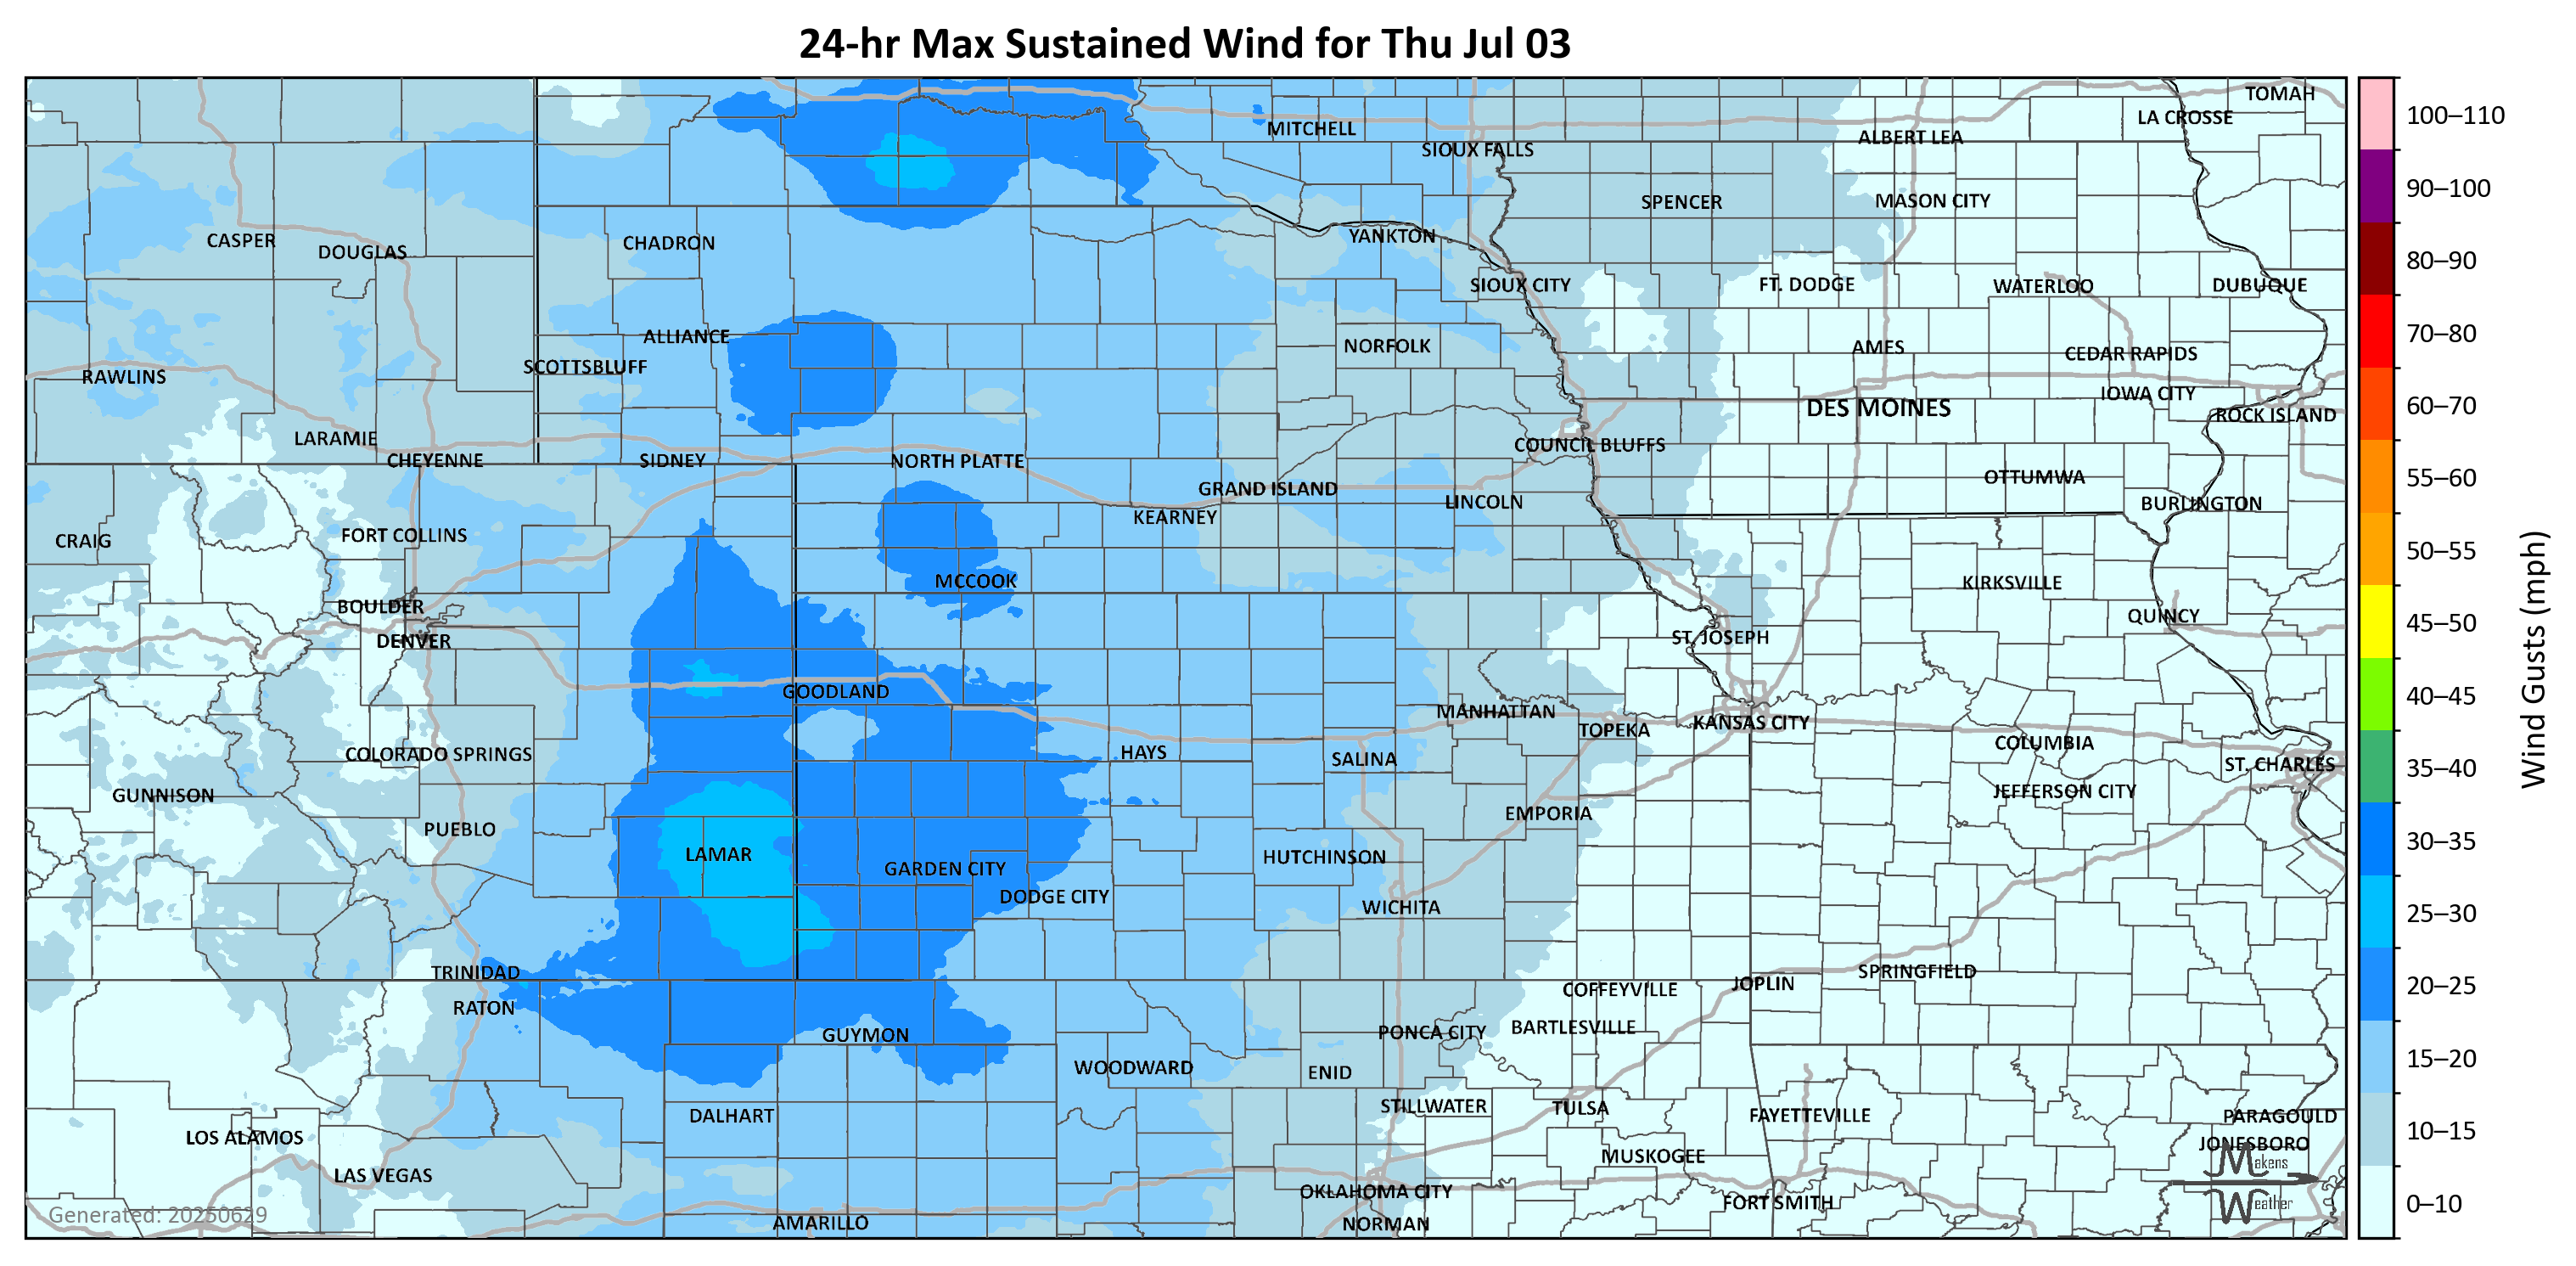 24-hr Max Sustained Wind for Thu Jul 03
TOMAH
LA CROSSE
MITCHELL
ALBERT LEA
SIOUX FALLS
SPENCER
MASON CITY
CASPER
DOUGLAS
CHADRON
YANKTON
SIOUX CITY
FT. DODGE
WATERLOO
DUBUQUE
ALLIANCE
NORFOLK
AMES
CEDAR RAPIDS
SCOTTSBLUFF
RAWLINS
IOWA CITY
DES MOINES
ROCK ISLAND
LARAMIE
COUNCIL BLUFFS
CHEYENNE
SIDNEY
NORTH PLATTE
OTTUMWA
GRAND ISLAND
LINCOLN
BURLINGTON
KEARNEY
CRAIG
FORT COLLINS
MCCOOK
KIRKSVILLE
BOULDER
QUINCY
DENVER
ST. JOSEPH
GOODLAND
MANHATTAN
TOPEKA
KANSAS CITY
COLUMBIA
COLORADO SPRINGS
HAYS
SALINA
ST. CHARLES
GUNNISON
JEFFERSON CITY
EMPORIA
PUEBLO
LAMAR
HUTCHINSON
GARDEN CITY
DODGE CITY
WICHITA
TRINIDAD
SPRINGFIELD
JOPLIN
COFFEYVILLE
RATON
BARTLESVILLE
PONCA CITY
GUYMON
WOODWARD
ENID
STILLWATER
TULSA
DALHART
FAYETTEVILLE
PARAGOULD
LOS ALAMOS
JONESBORO
MUSKOGEE
LAS VEGAS
OKLAHOMA CITY
FORT SMITH
AMARILLO
NORMAN
Makens
Weather
Generated: 20250629
100–110
90–100
80–90
70–80
60–70
55–60
50–55
45–50
40–45
35–40
30–35
25–30
20–25
15–20
10–15
0–10
Wind Gusts (mph)